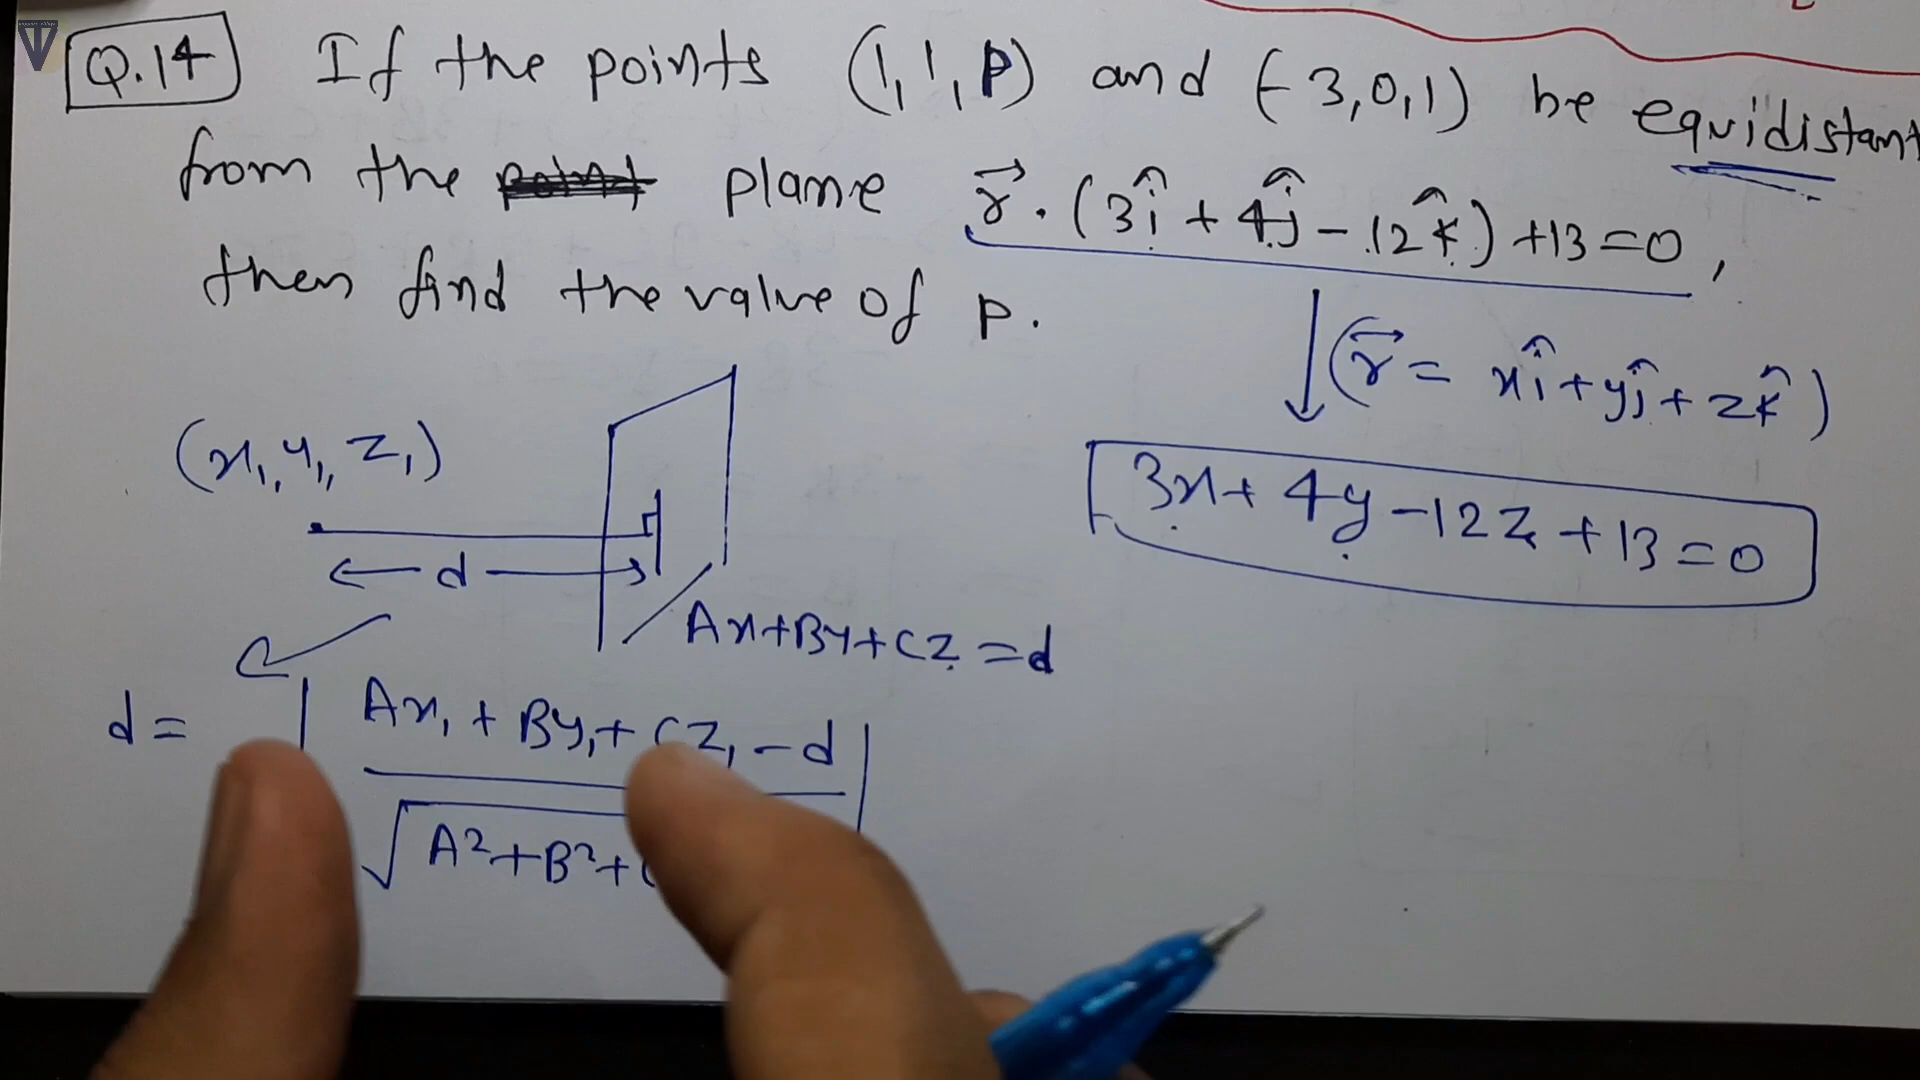 Q.14 If the points (1, 1, P) and (-3, 0, 1) be equidistant
from the plane r⃗ . (3î + 4ĵ - 12k̂) + 13 = 0 ,
then find the value of P.
(r⃗ = xî + yĵ + zk̂)
(x₁, y₁, z₁)
3x + 4y - 12z + 13 = 0
d
Ax + By + Cz = d
d = | Ax₁ + By₁ + Cz₁ - d |
√A² + B² +